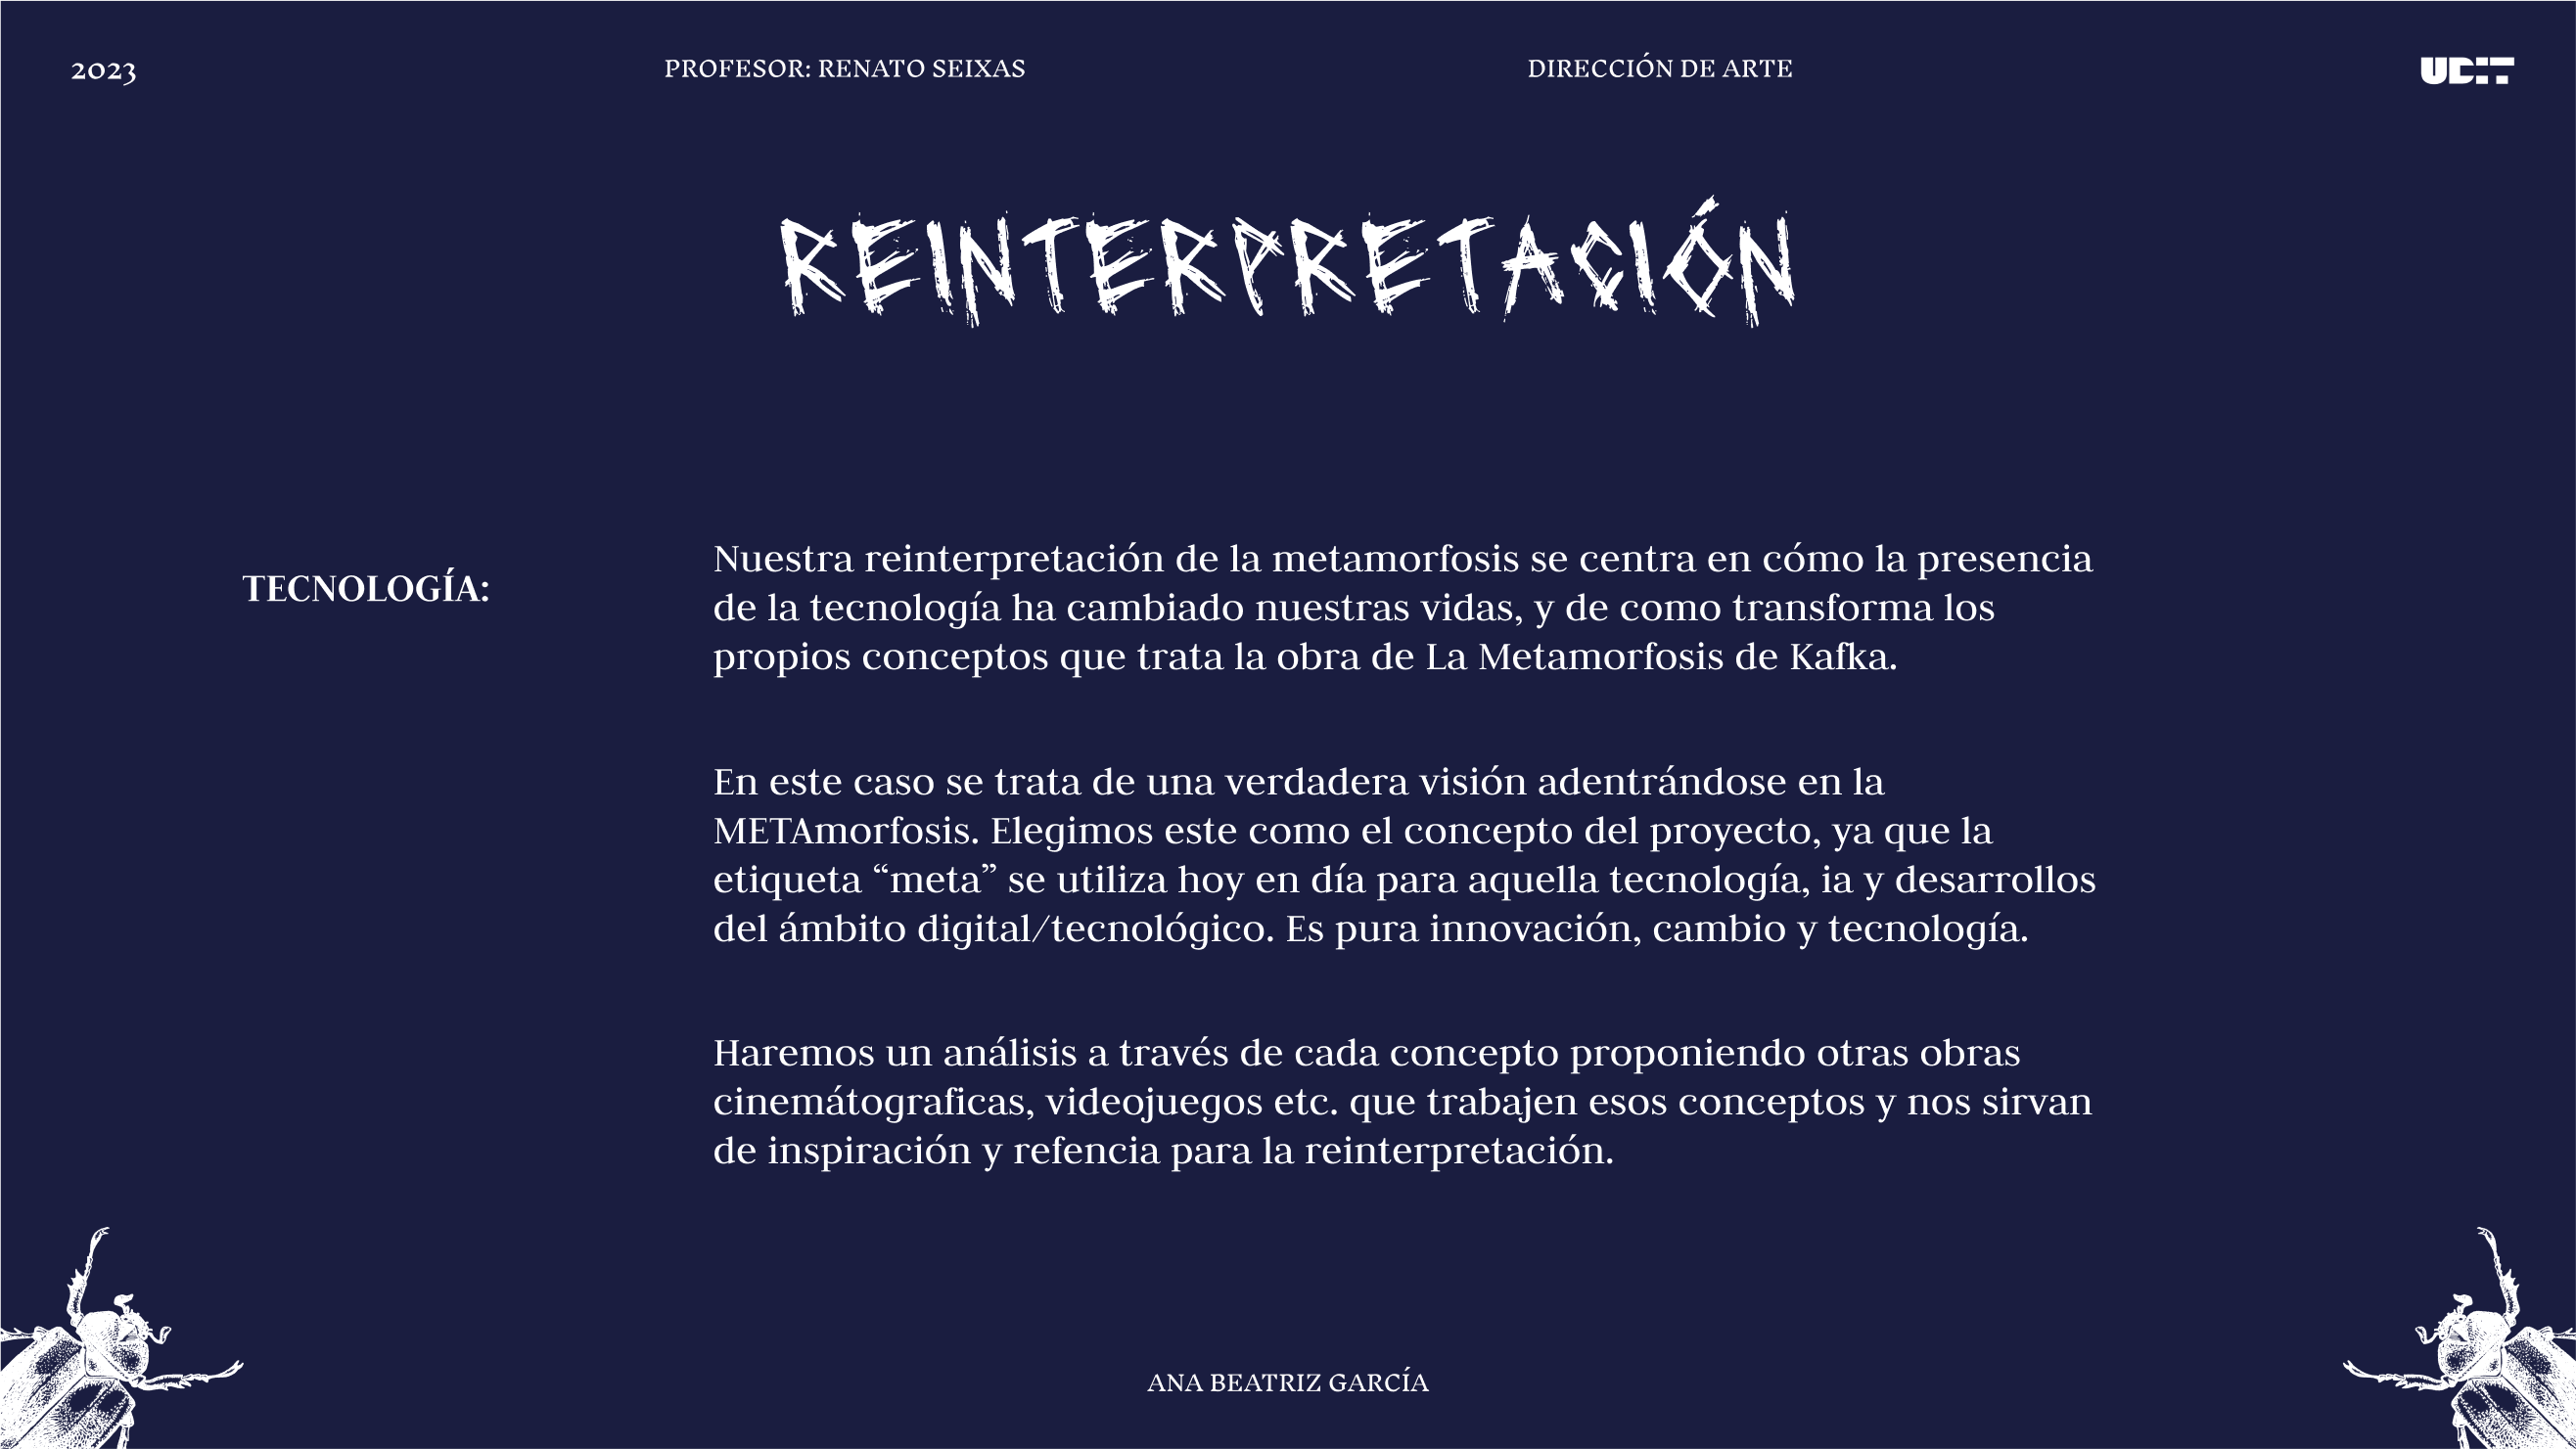 2023
PROFESOR: RENATO SEIXAS
DIRECCIÓN DE ARTE
UDIT
REINTERPRETACIÓN
TECNOLOGÍA:
Nuestra reinterpretación de la metamorfosis se centra en cómo la presencia
de la tecnología ha cambiado nuestras vidas, y de como transforma los
propios conceptos que trata la obra de La Metamorfosis de Kafka.
En este caso se trata de una verdadera visión adentrándose en la
METAmorfosis. Elegimos este como el concepto del proyecto, ya que la
etiqueta “meta” se utiliza hoy en día para aquella tecnología, ia y desarrollos
del ámbito digital/tecnológico. Es pura innovación, cambio y tecnología.
Haremos un análisis a través de cada concepto proponiendo otras obras
cinemátograficas, videojuegos etc. que trabajen esos conceptos y nos sirvan
de inspiración y refencia para la reinterpretación.
ANA BEATRIZ GARCÍA